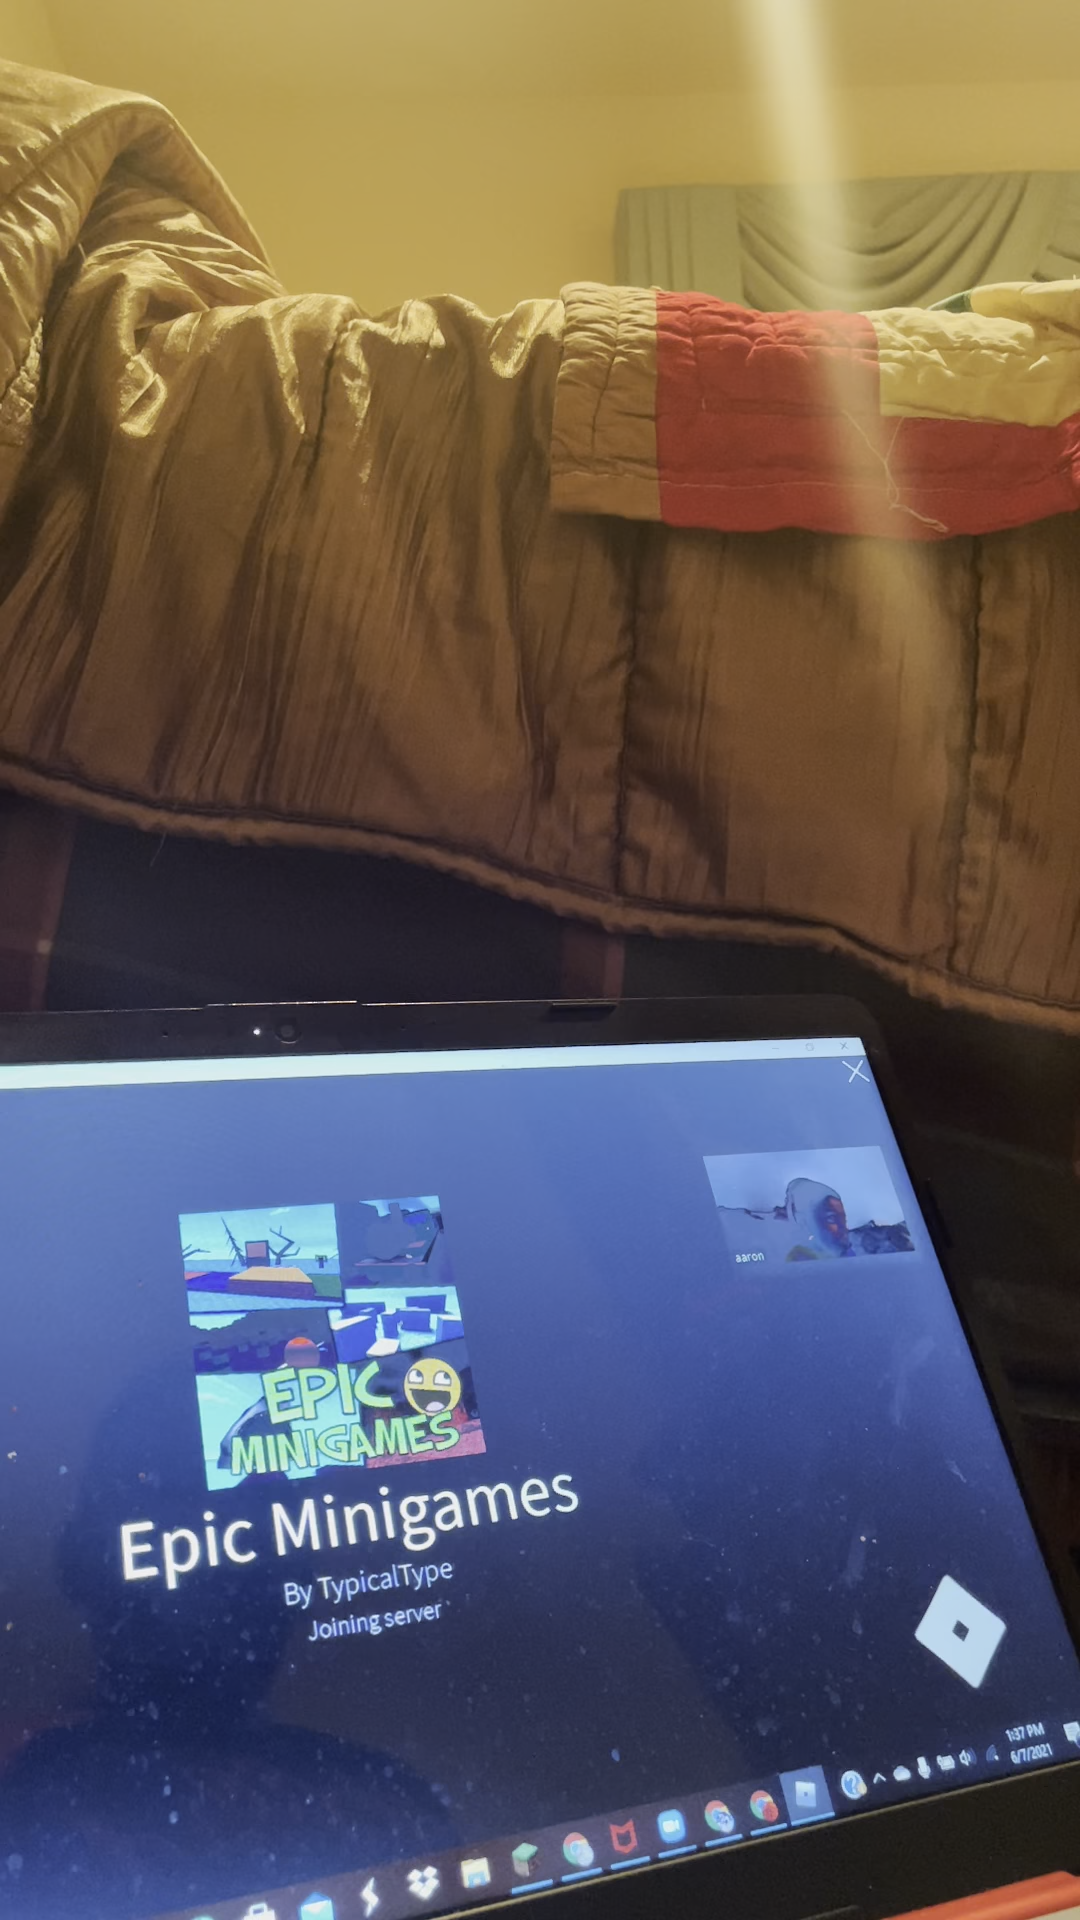 aaron
EPIC
MINIGAMES
Epic Minigames
By TypicalType
Joining server
1:37 PM
6/7/2021